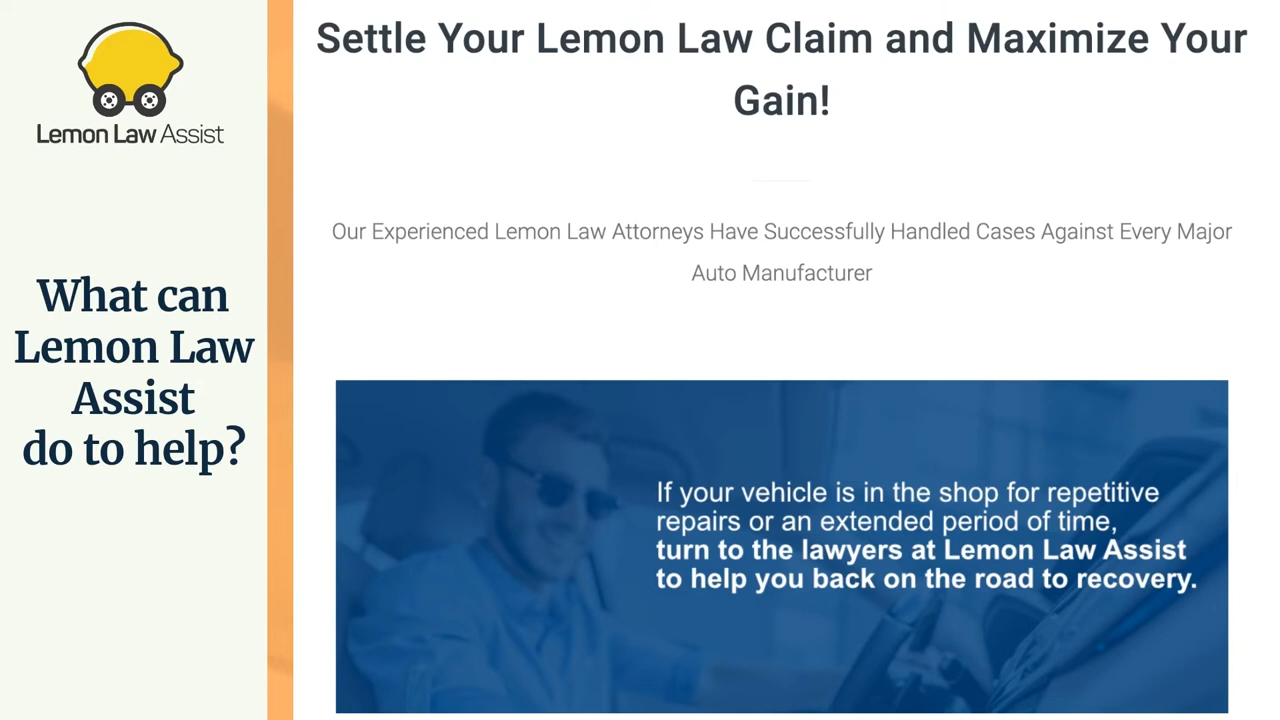 Lemon Law Assist
What can
Lemon Law
Assist
do to help?
Settle Your Lemon Law Claim and Maximize Your
Gain!
Our Experienced Lemon Law Attorneys Have Successfully Handled Cases Against Every Major
Auto Manufacturer
If your vehicle is in the shop for repetitive
repairs or an extended period of time,
turn to the lawyers at Lemon Law Assist
to help you back on the road to recovery.